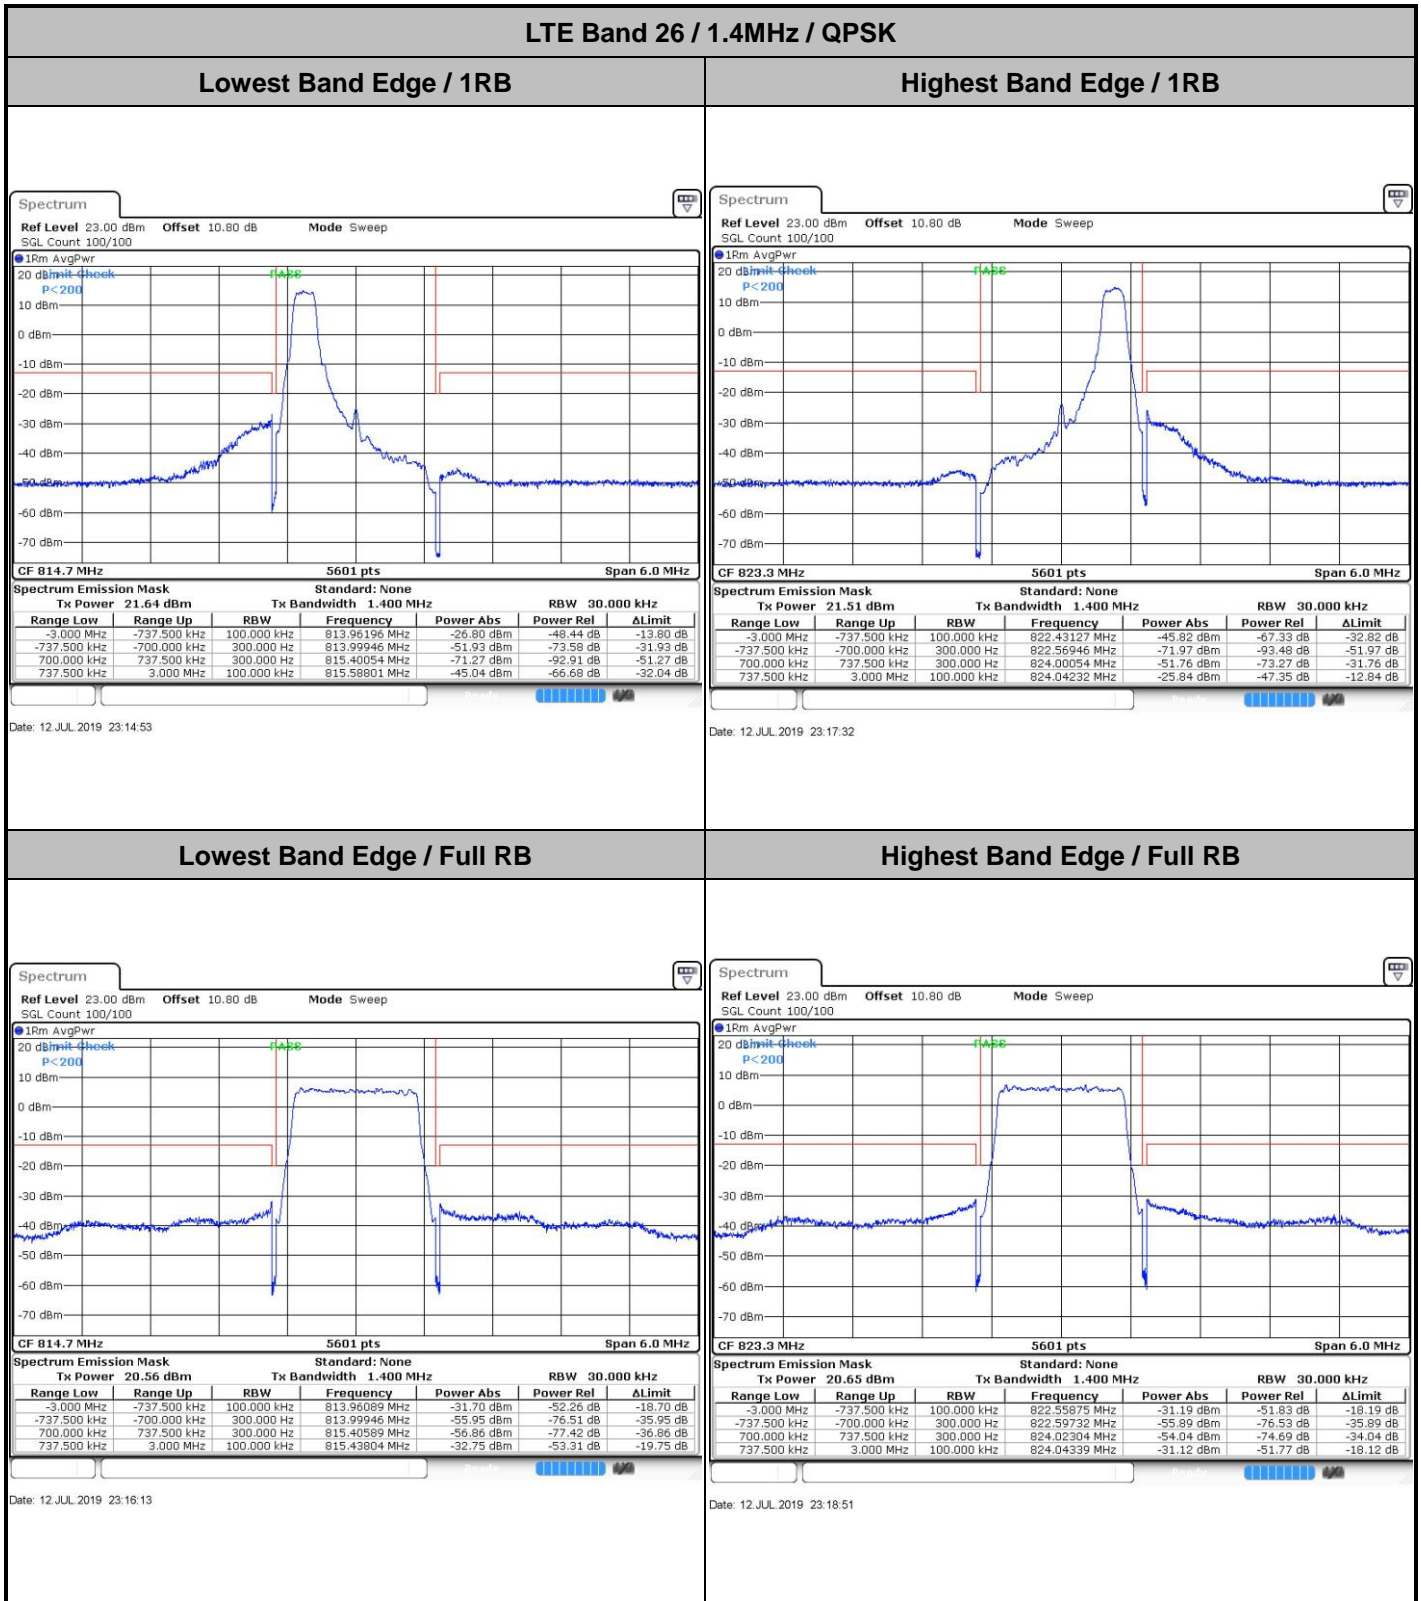 LTE Band 26 / 1.4MHz / QPSK
Lowest Band Edge / 1RB
Highest Band Edge / 1RB
Spectrum
Ref Level 23.00 dBm Offset 10.80 dB Mode Sweep
SGL Count 100/100
1Rm AvgPwr
20 dBm Limit Check PASS
P<200
10 dBm
0 dBm
-10 dBm
-20 dBm
-30 dBm
-40 dBm
-50 dBm
-60 dBm
-70 dBm
CF 814.7 MHz 5601 pts Span 6.0 MHz
Spectrum Emission Mask Standard: None
Tx Power 21.64 dBm Tx Bandwidth 1.400 MHz RBW 30.000 kHz
Range Low Range Up RBW Frequency Power Abs Power Rel ΔLimit
-3.000 MHz -737.500 kHz 100.000 kHz 813.96196 MHz -26.80 dBm -48.44 dB -13.80 dB
-737.500 kHz -700.000 kHz 300.000 Hz 813.99946 MHz -51.93 dBm -73.58 dB -31.93 dB
700.000 kHz 737.500 kHz 300.000 Hz 815.40054 MHz -71.27 dBm -92.91 dB -51.27 dB
737.500 kHz 3.000 MHz 100.000 kHz 815.58801 MHz -45.04 dBm -66.68 dB -32.04 dB
Date: 12.JUL.2019 23:14:53
Spectrum
Ref Level 23.00 dBm Offset 10.80 dB Mode Sweep
SGL Count 100/100
1Rm AvgPwr
20 dBm Limit Check PASS
P<200
10 dBm
0 dBm
-10 dBm
-20 dBm
-30 dBm
-40 dBm
-50 dBm
-60 dBm
-70 dBm
CF 823.3 MHz 5601 pts Span 6.0 MHz
Spectrum Emission Mask Standard: None
Tx Power 21.51 dBm Tx Bandwidth 1.400 MHz RBW 30.000 kHz
Range Low Range Up RBW Frequency Power Abs Power Rel ΔLimit
-3.000 MHz -737.500 kHz 100.000 kHz 822.43127 MHz -45.82 dBm -67.33 dB -32.82 dB
-737.500 kHz -700.000 kHz 300.000 Hz 822.56946 MHz -71.97 dBm -93.48 dB -51.97 dB
700.000 kHz 737.500 kHz 300.000 Hz 824.00054 MHz -51.76 dBm -73.27 dB -31.76 dB
737.500 kHz 3.000 MHz 100.000 kHz 824.04232 MHz -25.84 dBm -47.35 dB -12.84 dB
Date: 12.JUL.2019 23:17:32
Lowest Band Edge / Full RB
Highest Band Edge / Full RB
Spectrum
Ref Level 23.00 dBm Offset 10.80 dB Mode Sweep
SGL Count 100/100
1Rm AvgPwr
20 dBm Limit Check PASS
P<200
10 dBm
0 dBm
-10 dBm
-20 dBm
-30 dBm
-40 dBm
-50 dBm
-60 dBm
-70 dBm
CF 814.7 MHz 5601 pts Span 6.0 MHz
Spectrum Emission Mask Standard: None
Tx Power 20.56 dBm Tx Bandwidth 1.400 MHz RBW 30.000 kHz
Range Low Range Up RBW Frequency Power Abs Power Rel ΔLimit
-3.000 MHz -737.500 kHz 100.000 kHz 813.96089 MHz -31.70 dBm -52.26 dB -18.70 dB
-737.500 kHz -700.000 kHz 300.000 Hz 813.99946 MHz -55.95 dBm -76.51 dB -35.95 dB
700.000 kHz 737.500 kHz 300.000 Hz 815.40589 MHz -56.86 dBm -77.42 dB -36.86 dB
737.500 kHz 3.000 MHz 100.000 kHz 815.43804 MHz -32.75 dBm -53.31 dB -19.75 dB
Date: 12.JUL.2019 23:16:13
Spectrum
Ref Level 23.00 dBm Offset 10.80 dB Mode Sweep
SGL Count 100/100
1Rm AvgPwr
20 dBm Limit Check PASS
P<200
10 dBm
0 dBm
-10 dBm
-20 dBm
-30 dBm
-40 dBm
-50 dBm
-60 dBm
-70 dBm
CF 823.3 MHz 5601 pts Span 6.0 MHz
Spectrum Emission Mask Standard: None
Tx Power 20.65 dBm Tx Bandwidth 1.400 MHz RBW 30.000 kHz
Range Low Range Up RBW Frequency Power Abs Power Rel ΔLimit
-3.000 MHz -737.500 kHz 100.000 kHz 822.55875 MHz -31.19 dBm -51.83 dB -18.19 dB
-737.500 kHz -700.000 kHz 300.000 Hz 822.59732 MHz -55.89 dBm -76.53 dB -35.89 dB
700.000 kHz 737.500 kHz 300.000 Hz 824.02304 MHz -54.04 dBm -74.69 dB -34.04 dB
737.500 kHz 3.000 MHz 100.000 kHz 824.04339 MHz -31.12 dBm -51.77 dB -18.12 dB
Date: 12.JUL.2019 23:18:51